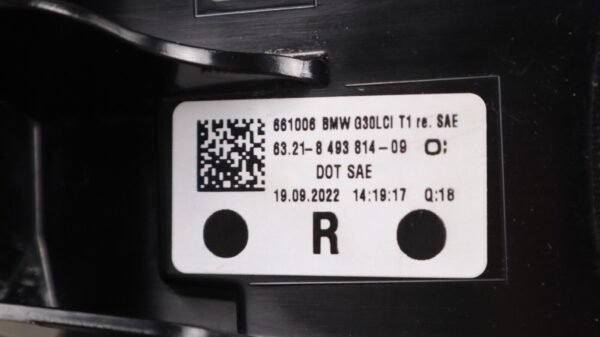 661006 BMW G30LCI T1 re. SAE
63.21-8 493 814-09 O:
DOT SAE
19.09.2022 14:19:17 Q:18
R